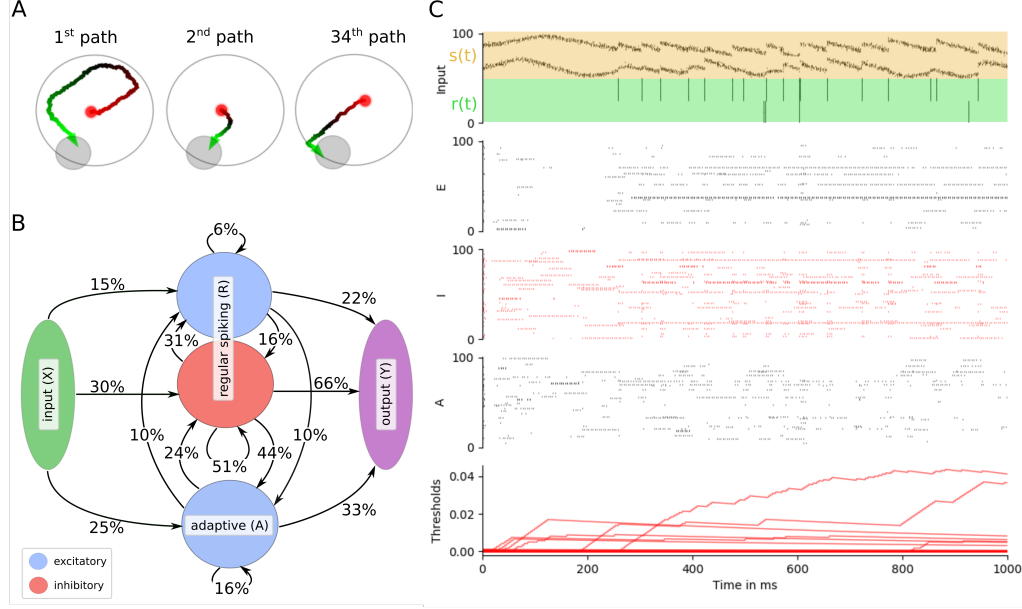 A
1st path
2nd path
34th path
B
6%
15%
22%
regular spiking (R)
31%
16%
input (X)
30%
66%
output (Y)
10%
24%
51%
44%
10%
25%
adaptive (A)
33%
16%
excitatory
inhibitory
C
100
s(t)
Input
r(t)
0
100
E
0
100
I
0
100
A
0
0.04
Thresholds
0.02
0.00
0 200 400 600 800 1000
Time in ms